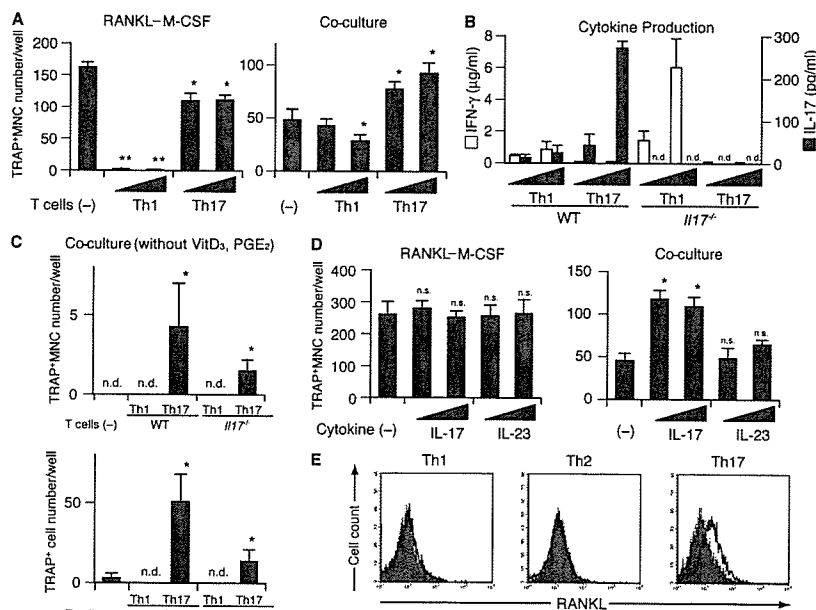 A
RANKL–M-CSF
Co-culture
TRAP⁺MNC number/well
200
150
100
50
0
100
50
0
** ** * *
* * *
T cells (–) Th1 Th17
(–) Th1 Th17
B
Cytokine Production
IFN-γ (μg/ml)
8
6
4
2
0
300
200
100
0
IL-17 (pg/ml)
n.d. n.d. n.d. n.d.
Th1 Th17 Th1 Th17
WT Il17⁻/⁻
C
Co-culture (without VitD₃, PGE₂)
TRAP⁺MNC number/well
8
6
4
2
0
n.d. n.d. * n.d. *
Th1 Th17 Th1 Th17
T cells (–) WT Il17⁻/⁻
TRAP⁺ cell number/well
50
0
n.d. * n.d. *
Th1 Th17 Th1 Th17
D
RANKL–M-CSF
Co-culture
TRAP⁺MNC number/well
400
300
200
100
0
150
100
50
0
n.s. n.s. n.s. n.s.
* * n.s. n.s.
Cytokine (–) IL-17 IL-23
(–) IL-17 IL-23
E
Th1 Th2 Th17
Cell count
RANKL